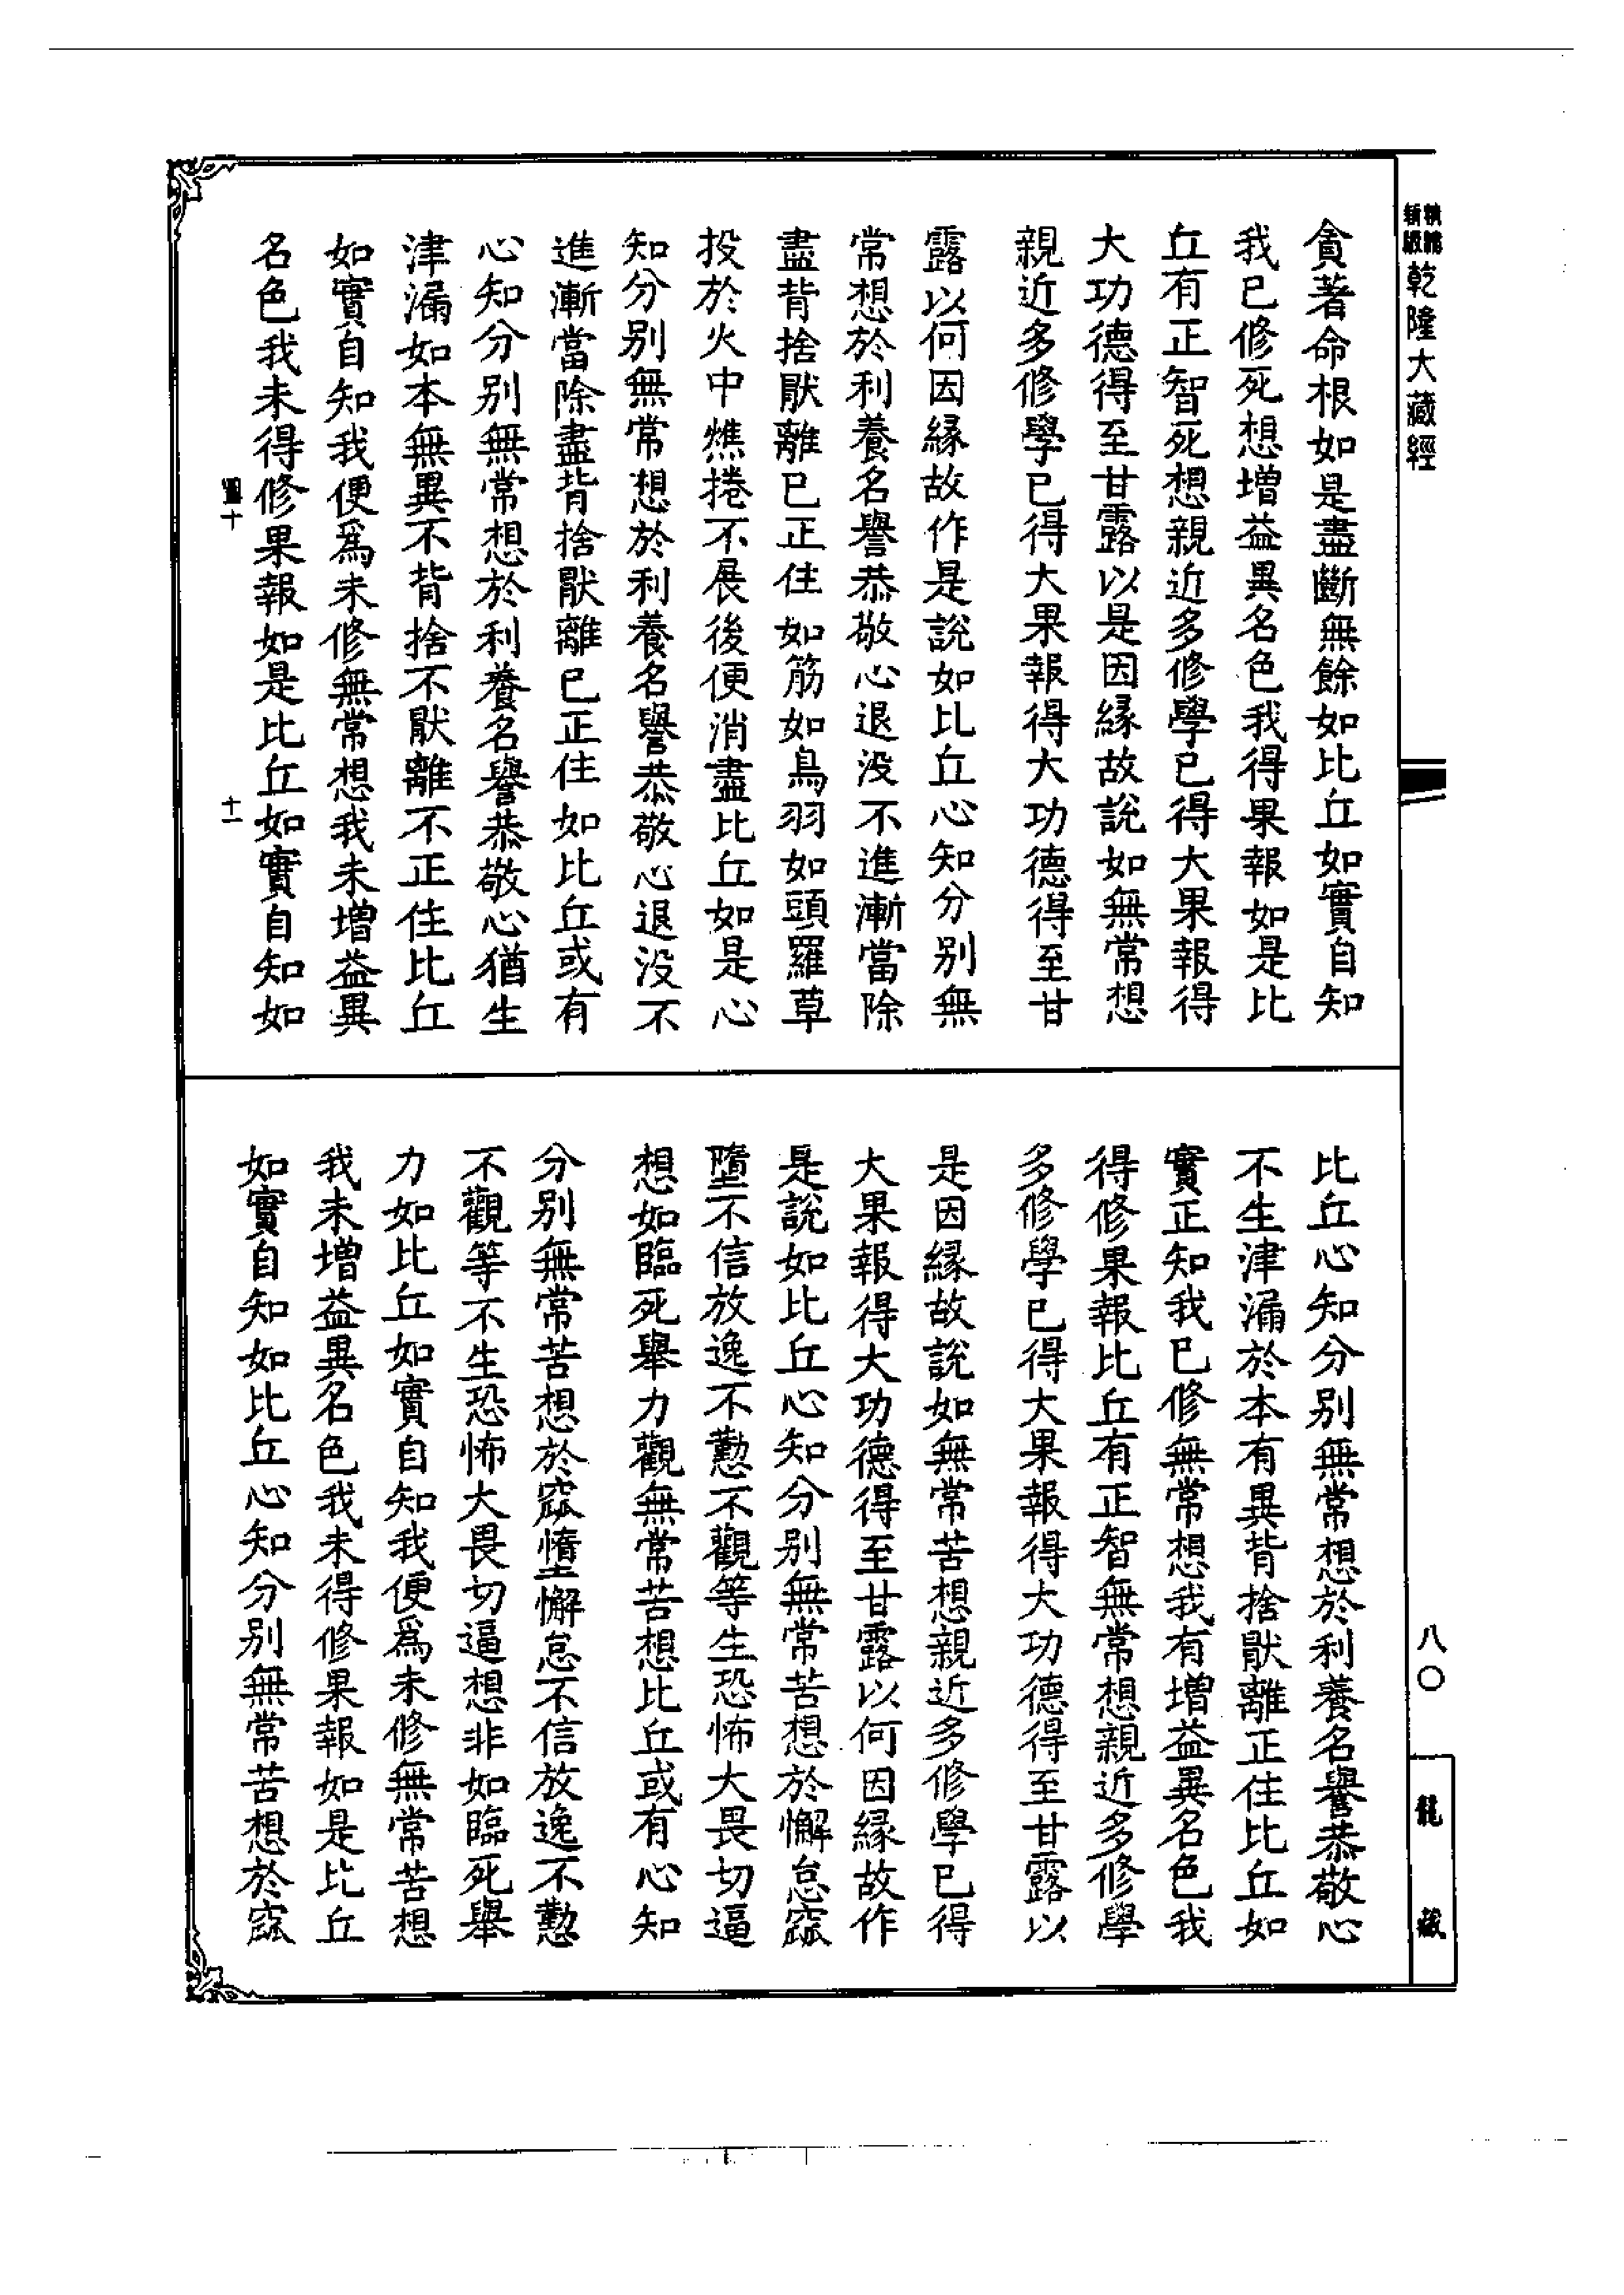 乾隆大藏經
貪著命根如是盡斷無餘如比丘如實自知
我已修死想增益異名色我得果報如是比
丘有正智死想親近多修學已得大果報得
大功德得至甘露以是因緣故說如無常想
親近多修學已得大果報得大功德得至甘
露以何因緣故作是說如比丘心知分別無
常想於利養名譽恭敬心退沒不進漸當除
盡背捨猒離已正住如筋如鳥羽如頭羅草
投於火中燋捲不展後便消盡比丘如是心
知分別無常想於利養名譽恭敬心退沒不
進漸當除盡背捨猒離已正住如比丘或有
心知分別無常想於利養名譽恭敬心猶生
津漏如本無異不背捨不猒離不正住比丘
如實自知我便爲未修無常想我未增益異
名色我未得修果報如是比丘如實自知如
十
十一
比丘心知分別無常想於利養名譽恭敬心
不生津漏於本有異背捨猒離正住比丘如
實正知我已修無常想我有增益異名色我
得修果報比丘有正智無常想親近多修學
多修學已得大果報得大功德得至甘露以
是因緣故說如無常苦想親近多修學已得
大果報得大功德得至甘露以何因緣故作
是說如比丘心知分別無常苦想於懈怠窳
墮不信放逸不懃不觀等生恐怖大畏切逼
想如臨死舉力觀無常苦想比丘或有心知
分別無常苦想於窳墮懈怠不信放逸不懃
不觀等不生恐怖大畏切逼想非如臨死舉
力如比丘如實自知我便爲未修無常苦想
我未增益異名色我未得修果報如是比丘
如實自知如比丘心知分別無常苦想於窳
八〇
龍藏